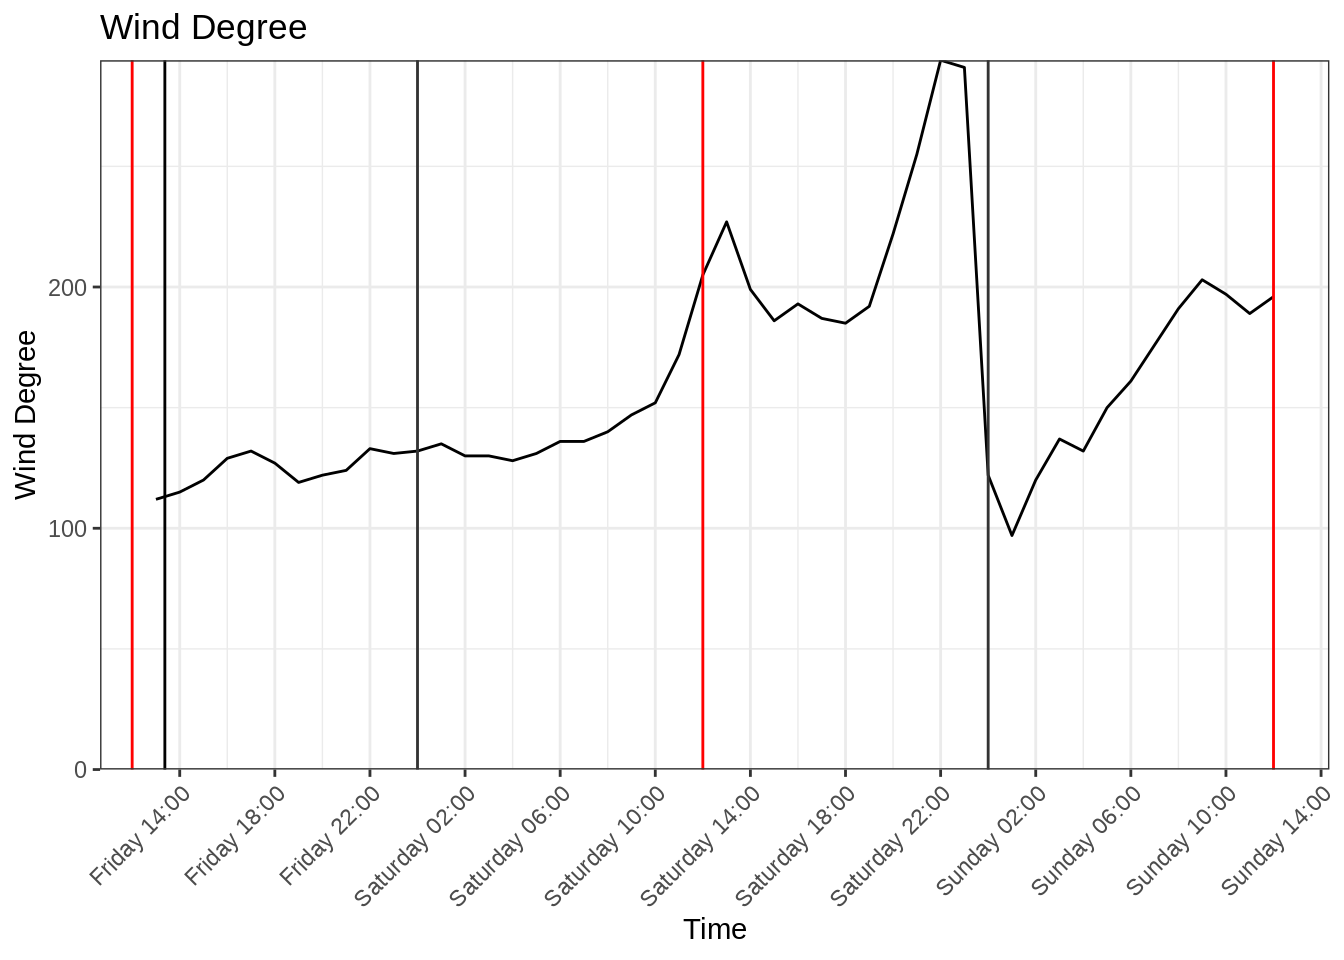 Wind Degree
Wind Degree
200
100
0
Friday 14:00
Friday 18:00
Friday 22:00
Saturday 02:00
Saturday 06:00
Saturday 10:00
Saturday 14:00
Saturday 18:00
Saturday 22:00
Sunday 02:00
Sunday 06:00
Sunday 10:00
Sunday 14:00
Time